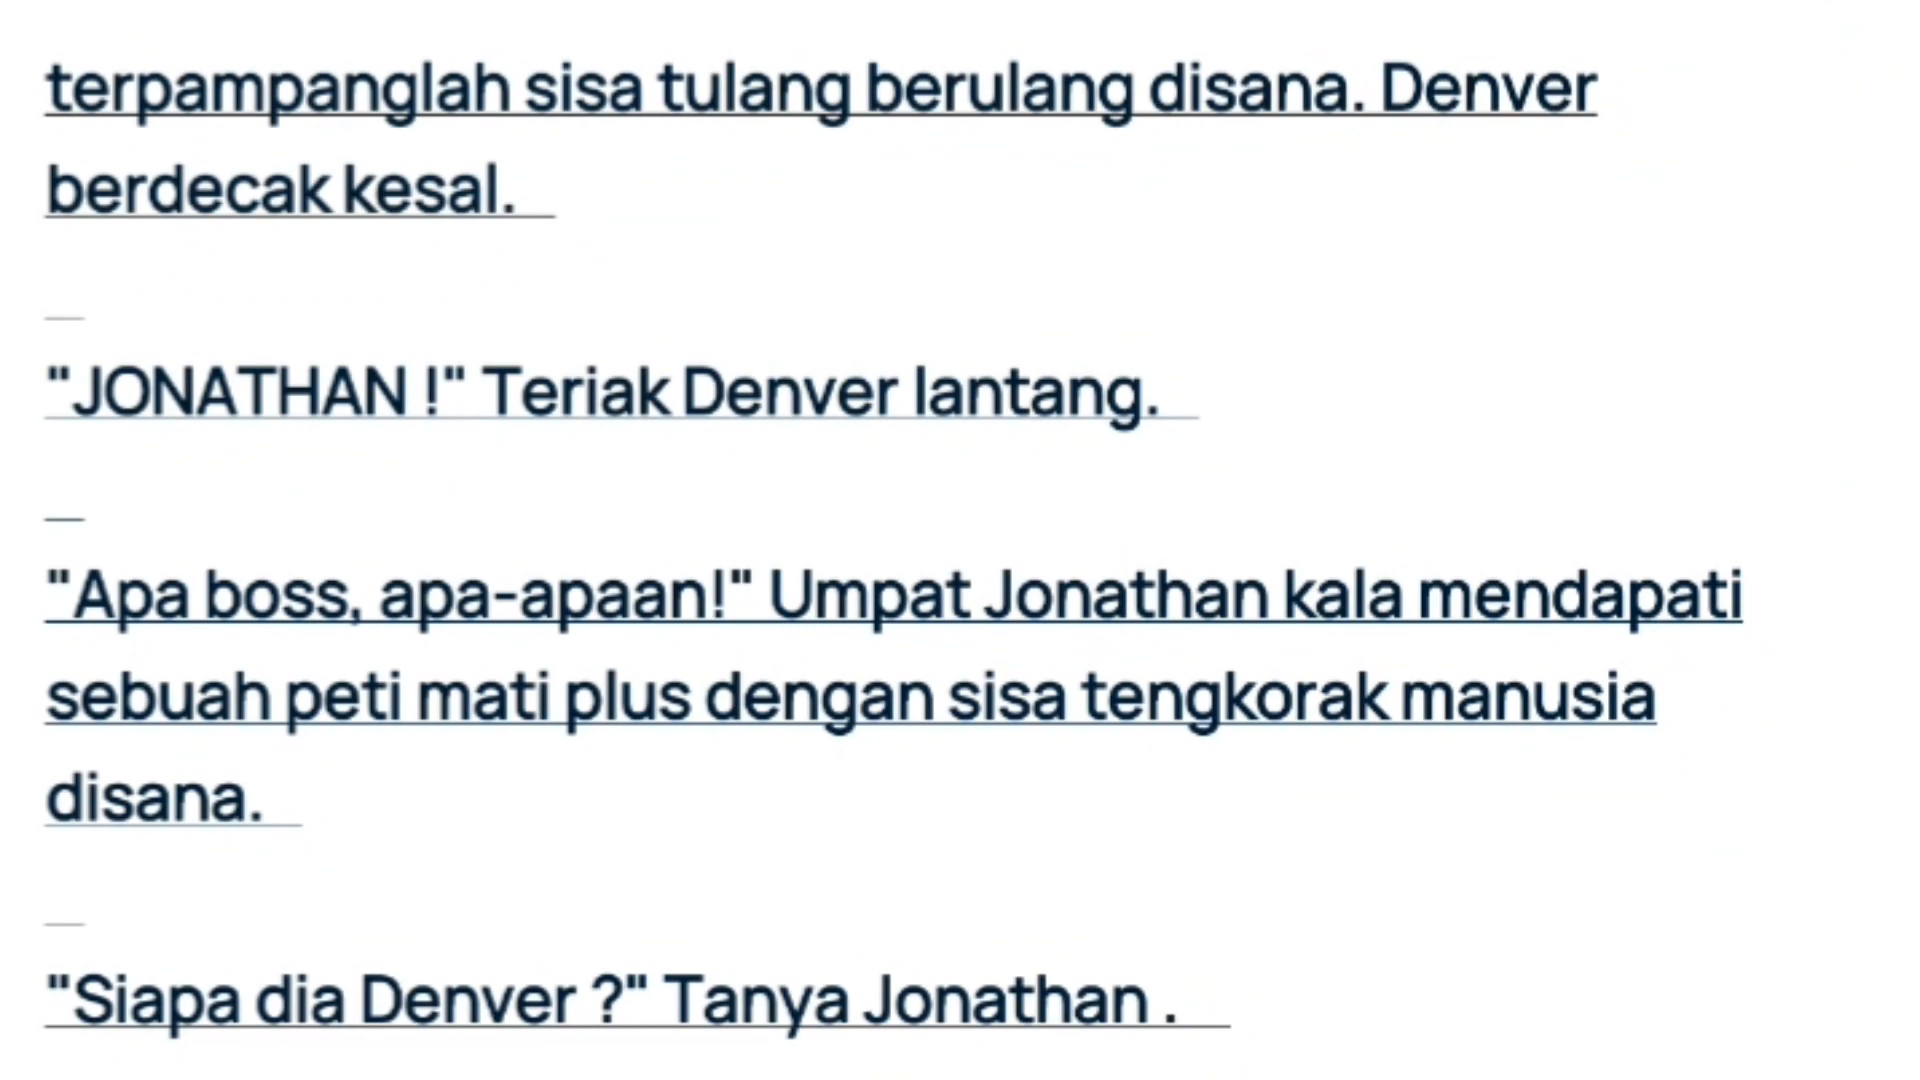 terpampanglah sisa tulang berulang disana. Denver
berdecak kesal.
"JONATHAN !" Teriak Denver lantang.
"Apa boss, apa-apaan!" Umpat Jonathan kala mendapati
sebuah peti mati plus dengan sisa tengkorak manusia
disana.
"Siapa dia Denver ?" Tanya Jonathan .